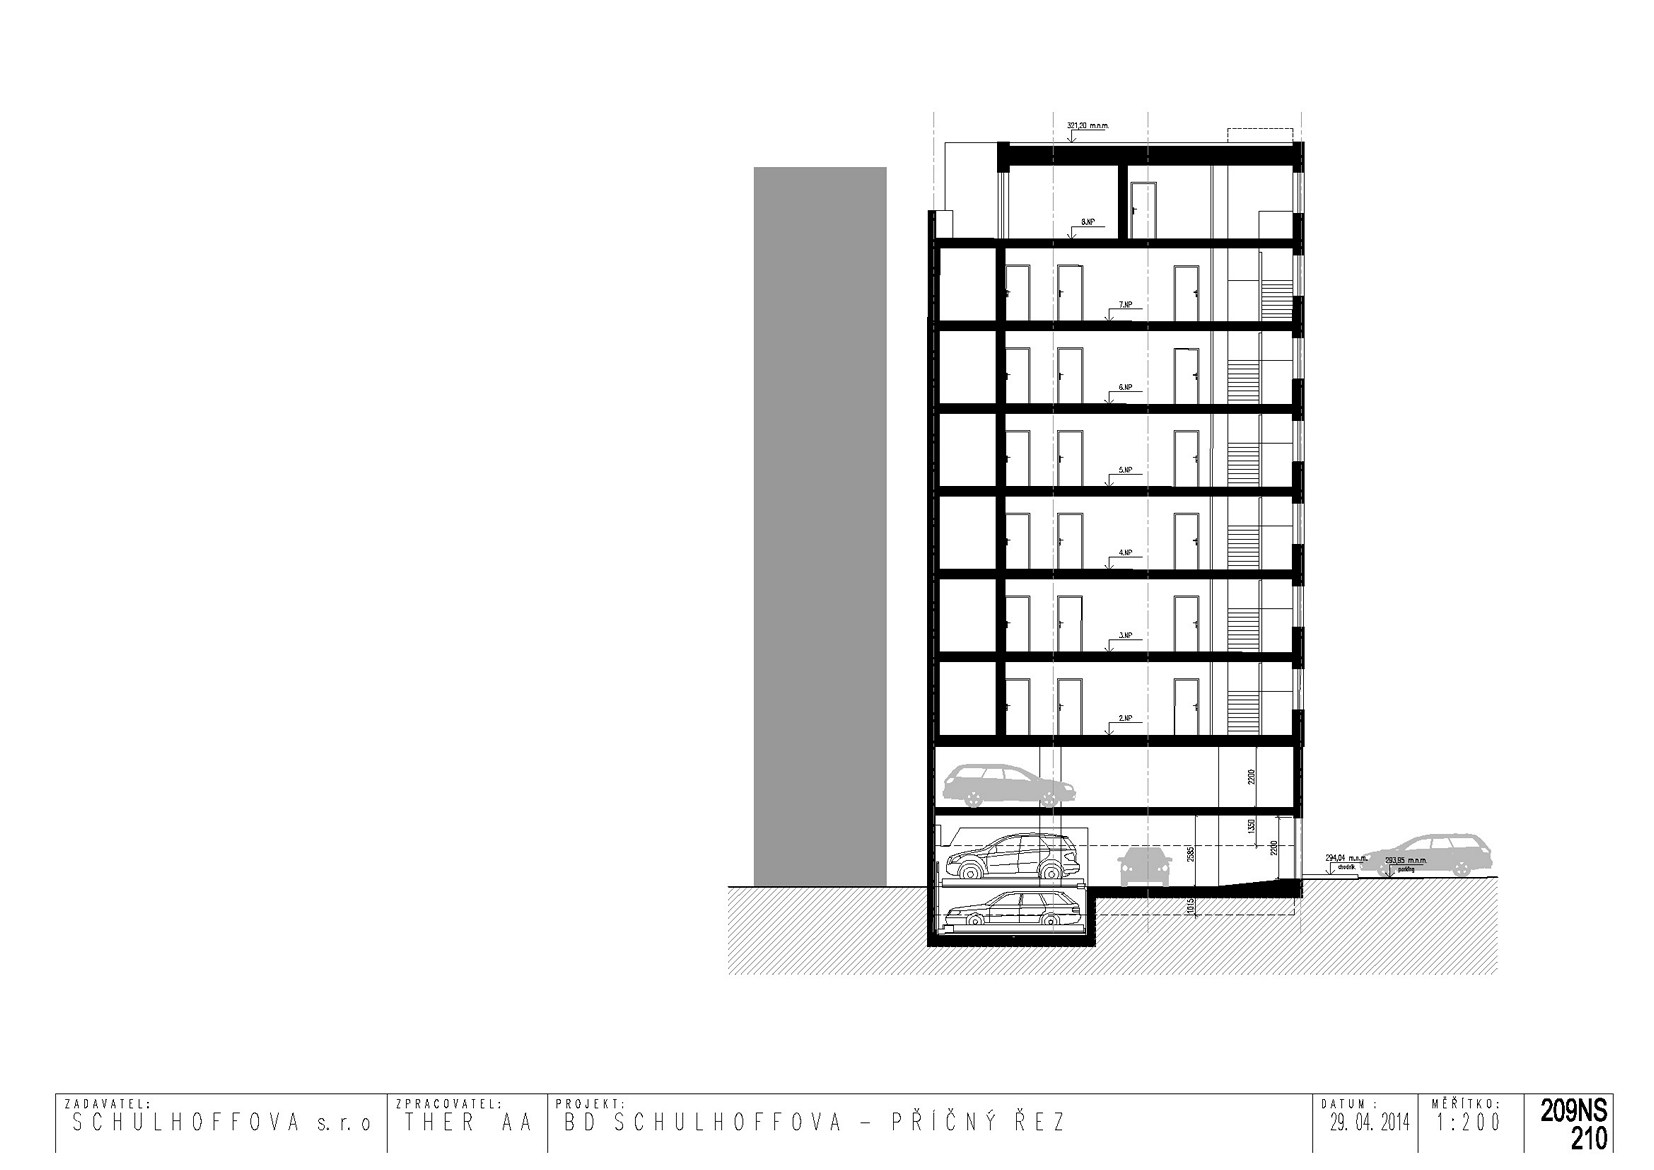 321,20 m.n.m.
8.NP
7.NP
6.NP
5.NP
4.NP
3.NP
2.NP
2200
1350
2585
2200
1015
294,04 m.n.m.
chodník
293,95 m.n.m.
parking
ZADAVATEL:
SCHULHOFFOVA s.r.o
ZPRACOVATEL:
THER AA
PROJEKT:
BD SCHULHOFFOVA – PŘÍČNÝ ŘEZ
DATUM :
29. 04. 2014
MĚŘÍTKO:
1:200
209NS
210